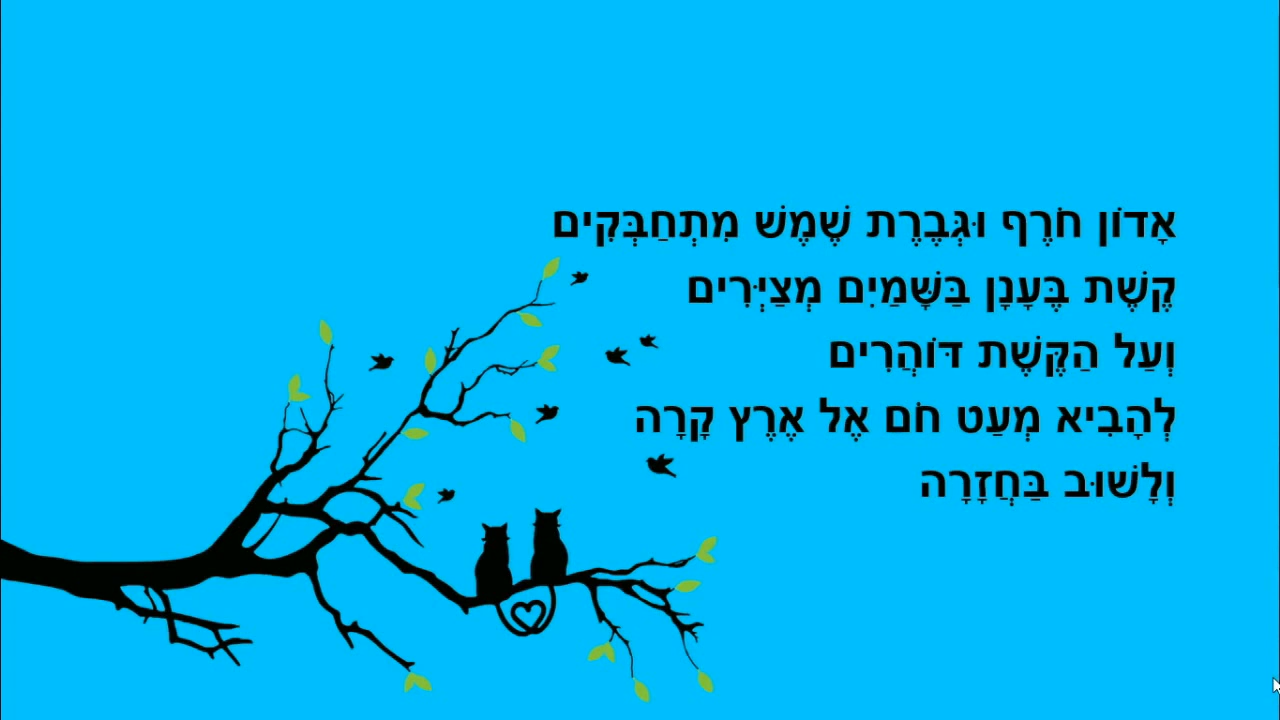 אָדוֹן חֹרֶף וּגְּבֶרֶת שֶׁמֶשׁ מִתְחַבְּקִים
קֶשֶׁת בֶּעָנָן בַּשָּׁמַיִם מְצַיְּרִים
וְעַל הַקֶּשֶׁת דּוֹהֲרִים
לְהָבִיא מְעַט חֹם אֶל אֶרֶץ קָרָה
וְלָשׁוּב בַּחֲזָרָה